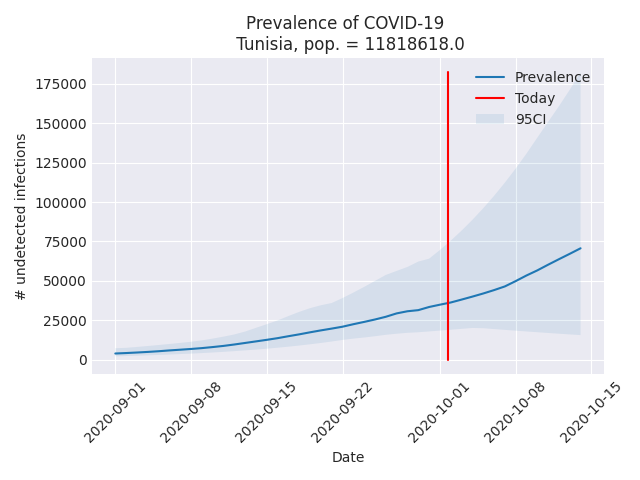 Prevalence of COVID-19
Tunisia, pop. = 11818618.0
Prevalence
Today
95CI
175000
150000
125000
100000
75000
50000
25000
0
# undetected infections
2020-09-01
2020-09-08
2020-09-15
2020-09-22
2020-10-01
2020-10-08
2020-10-15
Date